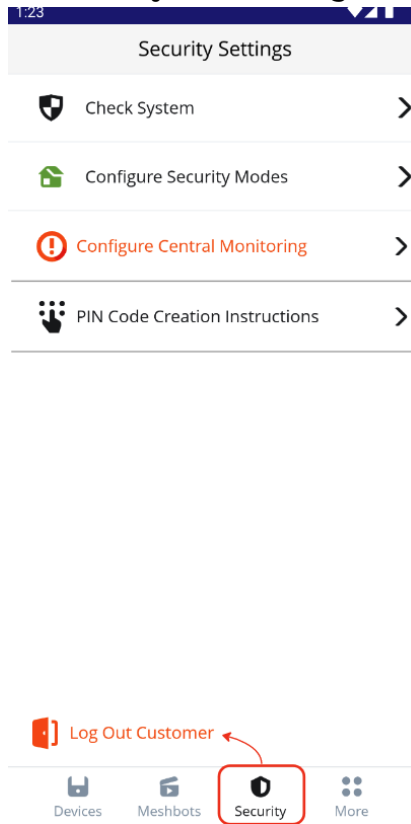 1:23
Security Settings
Check System
Configure Security Modes
Configure Central Monitoring
PIN Code Creation Instructions
Log Out Customer
Devices Meshbots Security More